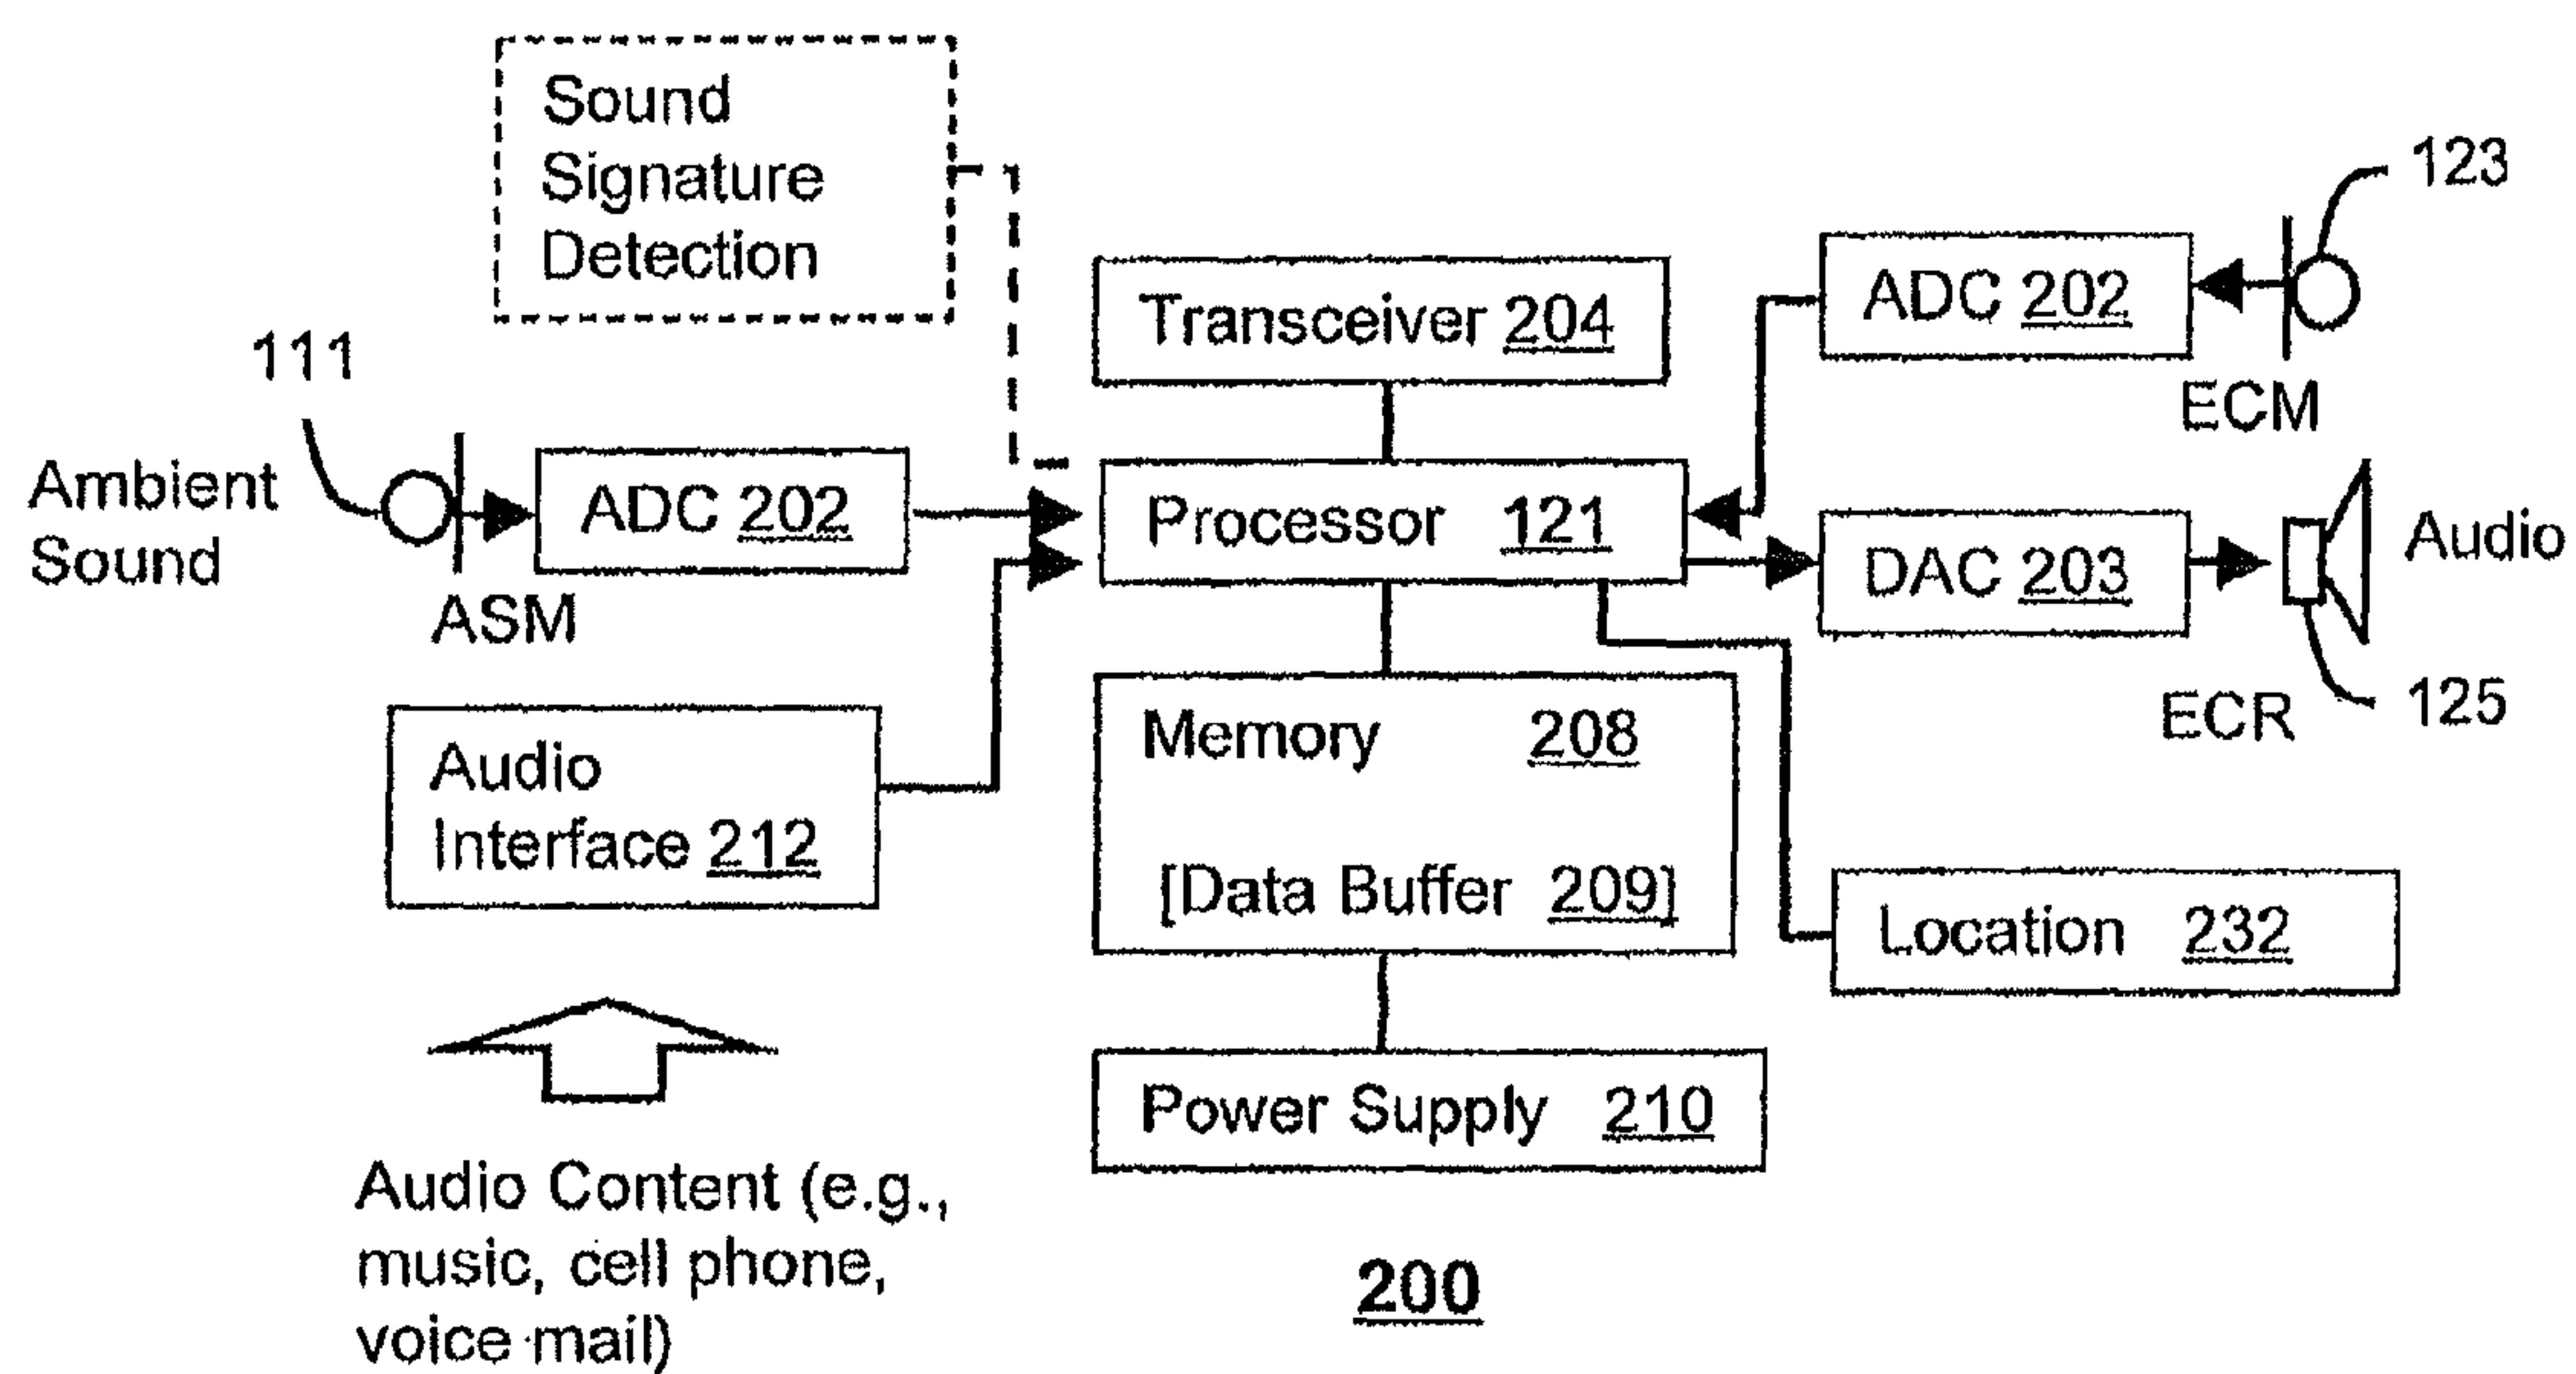 Sound
Signature
Detection
123
ADC 202
Transceiver 204
111
ECM
Ambient
Sound
ADC 202
Processor 121
Audio
DAC 203
ASM
125
ECR
Memory 208
Audio
Interface 212
[Data Buffer 209]
Location 232
Power Supply 210
Audio Content (e.g.,
music, cell phone,
voice mail)
200